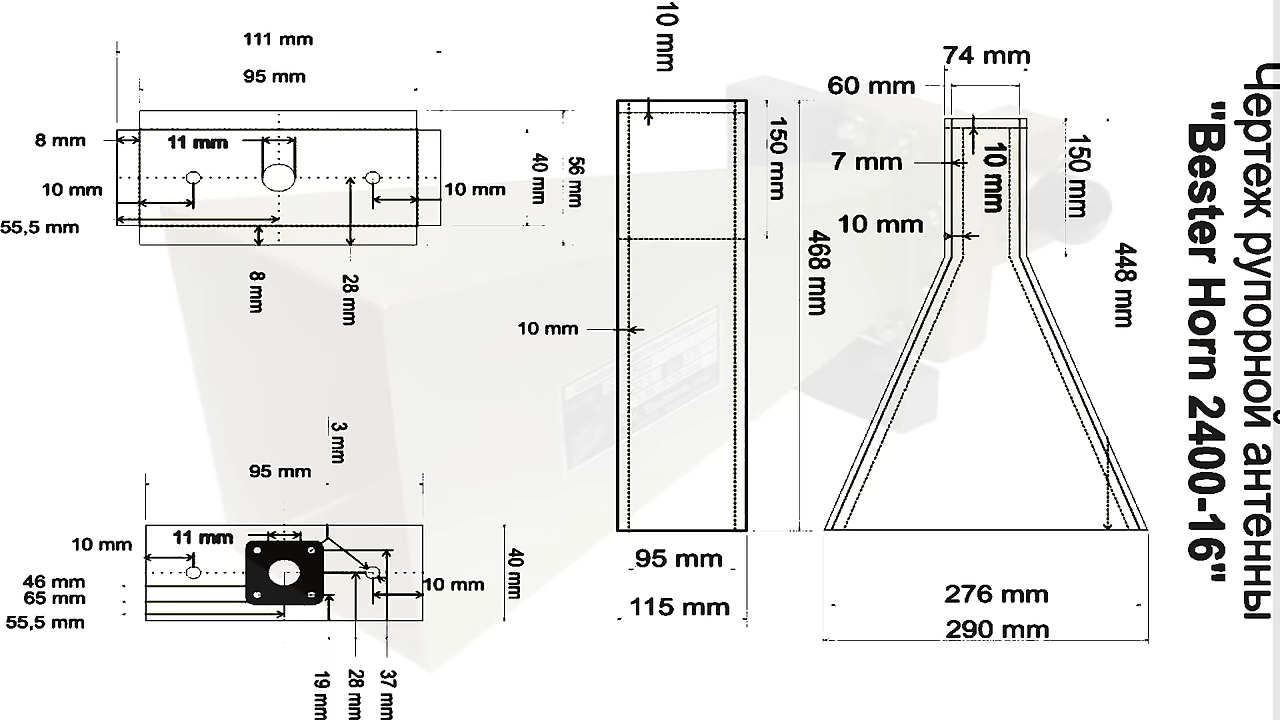 111 mm
95 mm
8 mm
11 mm
10 mm
10 mm
55,5 mm
40 mm
56 mm
8 mm
28 mm
3 mm
95 mm
11 mm
10 mm
46 mm
65 mm
55,5 mm
10 mm
40 mm
19 mm
28 mm
37 mm
10 mm
150 mm
468 mm
10 mm
95 mm
115 mm
74 mm
60 mm
7 mm
10 mm
10 mm
150 mm
448 mm
276 mm
290 mm
Чертеж рупорной антенны
"Bester Horn 2400-16"